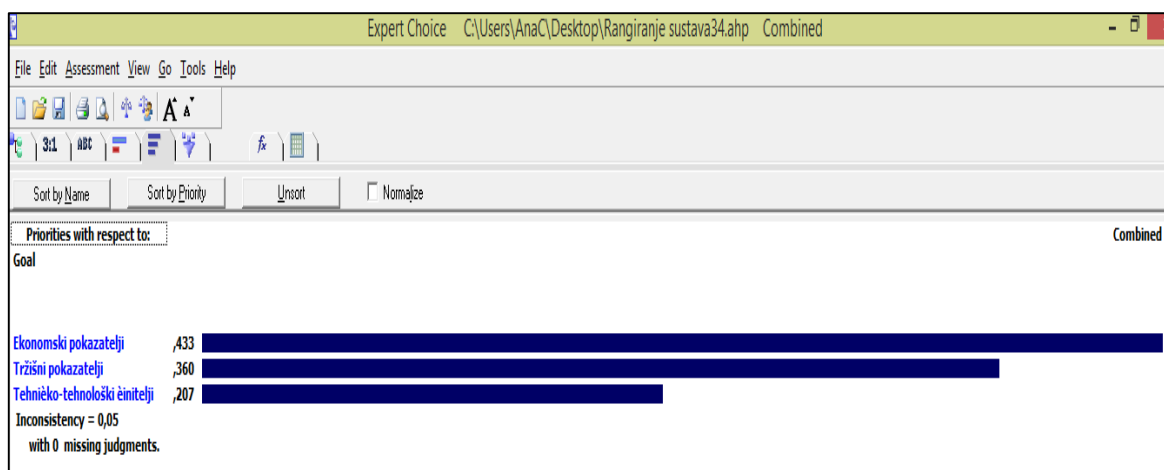 Expert Choice C:\Users\AnaC\Desktop\Rangiranje sustava34.ahp Combined
File Edit Assessment View Go Tools Help
A A
3:1 ABC fx
Sort by Name Sort by Priority Unsort Normalize
Priorities with respect to: Combined
Goal
Ekonomski pokazatelji ,433
Tržišni pokazatelji ,360
Tehnièko-tehnološki èinitelji ,207
Inconsistency = 0,05
with 0 missing judgments.